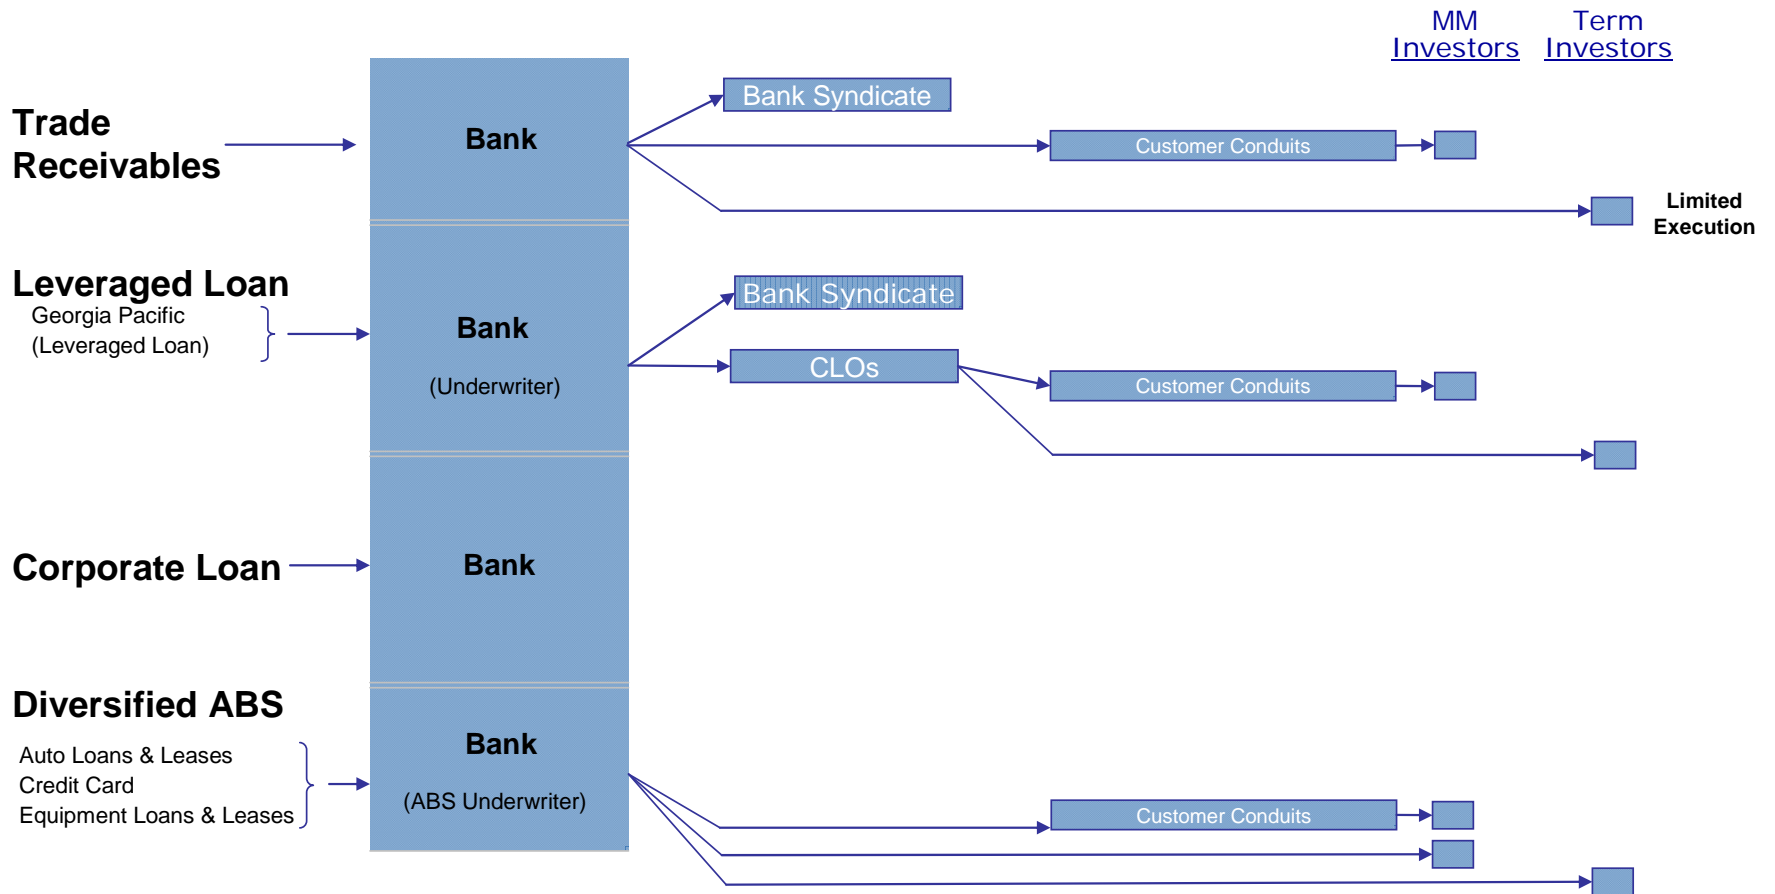 MM
Investors
Term
Investors
Trade
Receivables
Bank
Bank Syndicate
Customer Conduits
Limited
Execution
Leveraged Loan
Georgia Pacific
(Leveraged Loan)
Bank
(Underwriter)
Bank Syndicate
CLOs
Customer Conduits
Corporate Loan
Bank
Diversified ABS
Auto Loans & Leases
Credit Card
Equipment Loans & Leases
Bank
(ABS Underwriter)
Customer Conduits